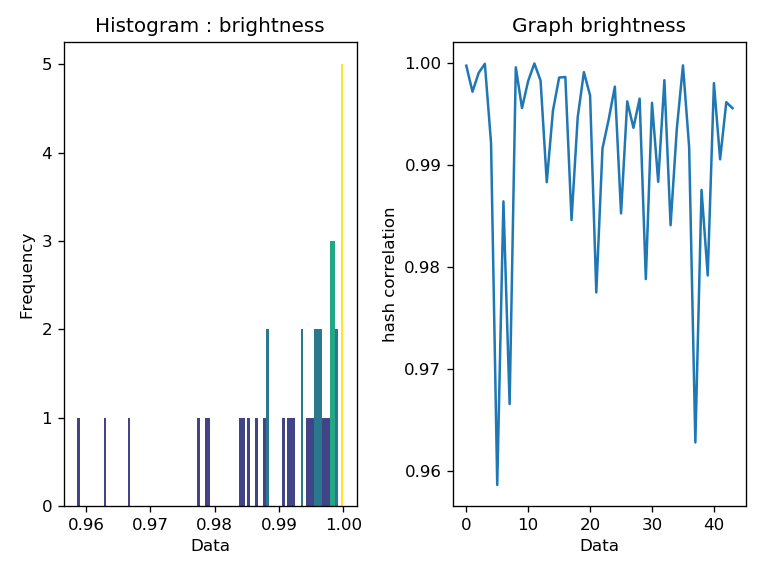 Histogram : brightness
Frequency
5
4
3
2
1
0
0.96 0.97 0.98 0.99 1.00
Data
Graph brightness
hash correlation
1.00
0.99
0.98
0.97
0.96
0 10 20 30 40
Data